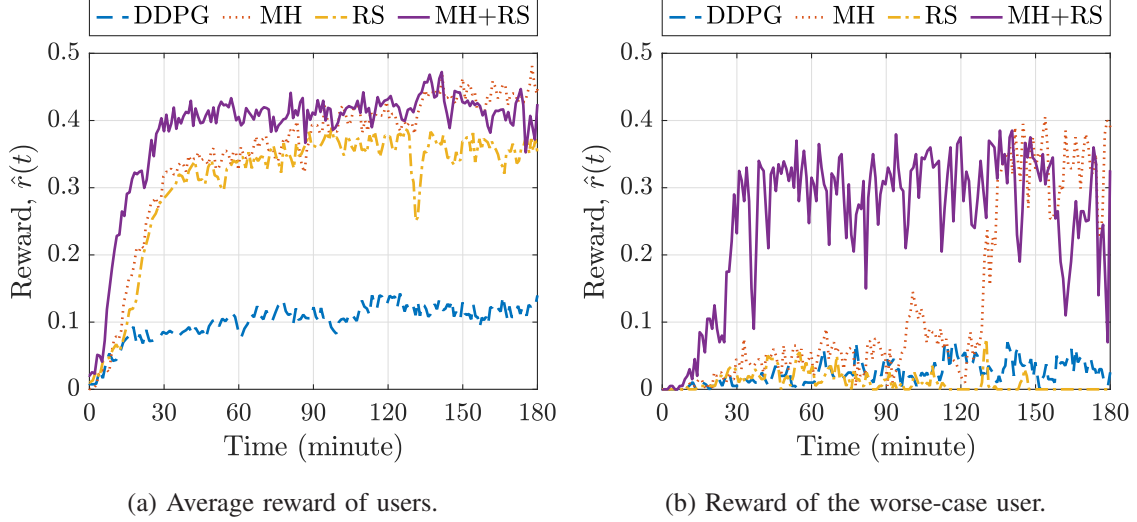 DDPG MH RS MH+RS
0.5
0.4
0.3
0.2
0.1
0
Reward, r̂(t)
0 30 60 90 120 150 180
Time (minute)
(a) Average reward of users.
DDPG MH RS MH+RS
0.5
0.4
0.3
0.2
0.1
0
Reward, r̂(t)
0 30 60 90 120 150 180
Time (minute)
(b) Reward of the worse-case user.